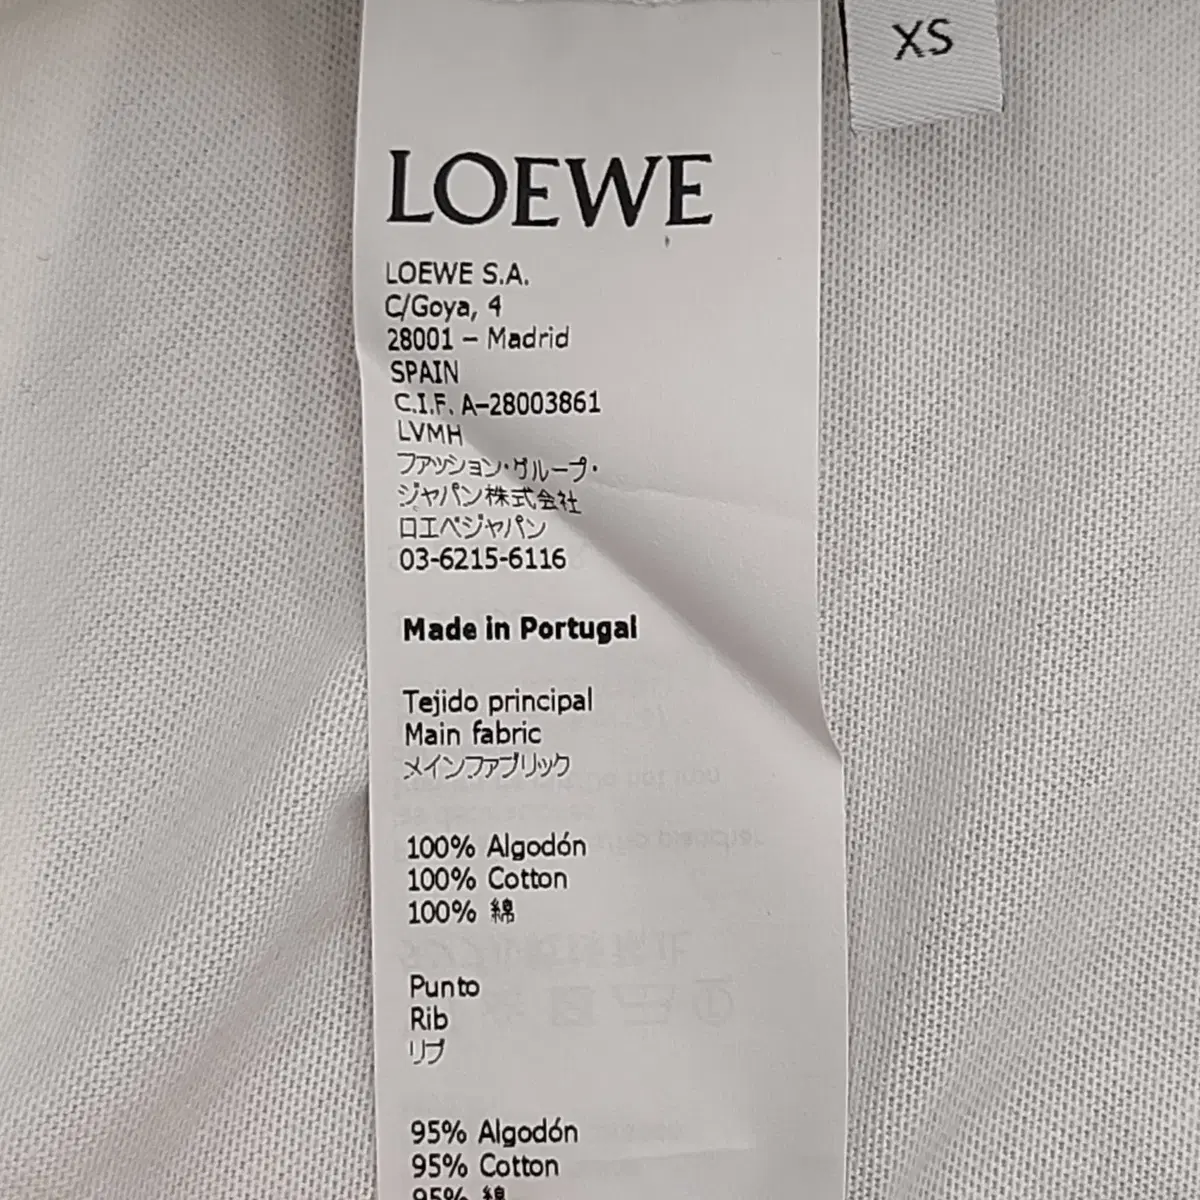 XS
LOEWE
LOEWE S.A.
C/Goya, 4
28001 – Madrid
SPAIN
C.I.F. A-28003861
LVMH
ファッション・グループ・
ジャパン株式会社
ロエベジャパン
03-6215-6116
Made in Portugal
Tejido principal
Main fabric
メインファブリック
100% Algodón
100% Cotton
100% 綿
Punto
Rib
リブ
95% Algodón
95% Cotton
95% 綿